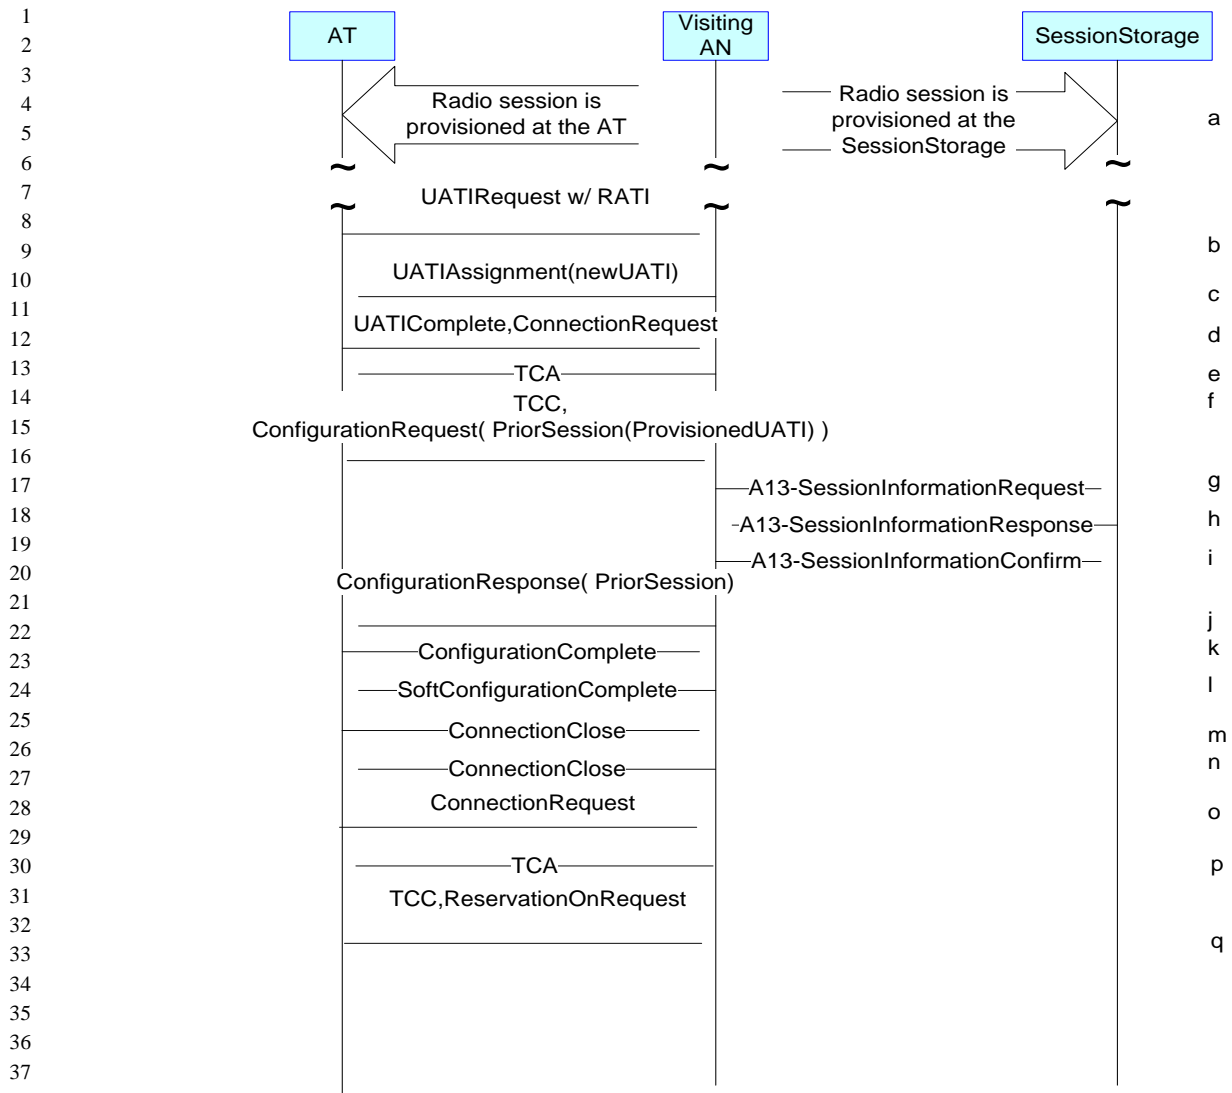 1
AT
Visiting
AN
SessionStorage
2
3
4
Radio session is
provisioned at the AT
Radio session is
provisioned at the
SessionStorage
a
5
6
~
~
~
7
UATIRequest w/ RATI
~
~
~
8
9
b
10
UATIAssignment(newUATI)
c
11
UATIComplete,ConnectionRequest
d
12
13
TCA
e
14
TCC,
f
15
ConfigurationRequest( PriorSession(ProvisionedUATI) )
16
17
A13-SessionInformationRequest
g
18
A13-SessionInformationResponse
h
19
A13-SessionInformationConfirm
i
20
ConfigurationResponse( PriorSession)
21
j
22
ConfigurationComplete
k
23
24
SoftConfigurationComplete
l
25
ConnectionClose
m
26
ConnectionClose
n
27
28
ConnectionRequest
o
29
30
TCA
p
31
TCC,ReservationOnRequest
32
33
q
34
35
36
37